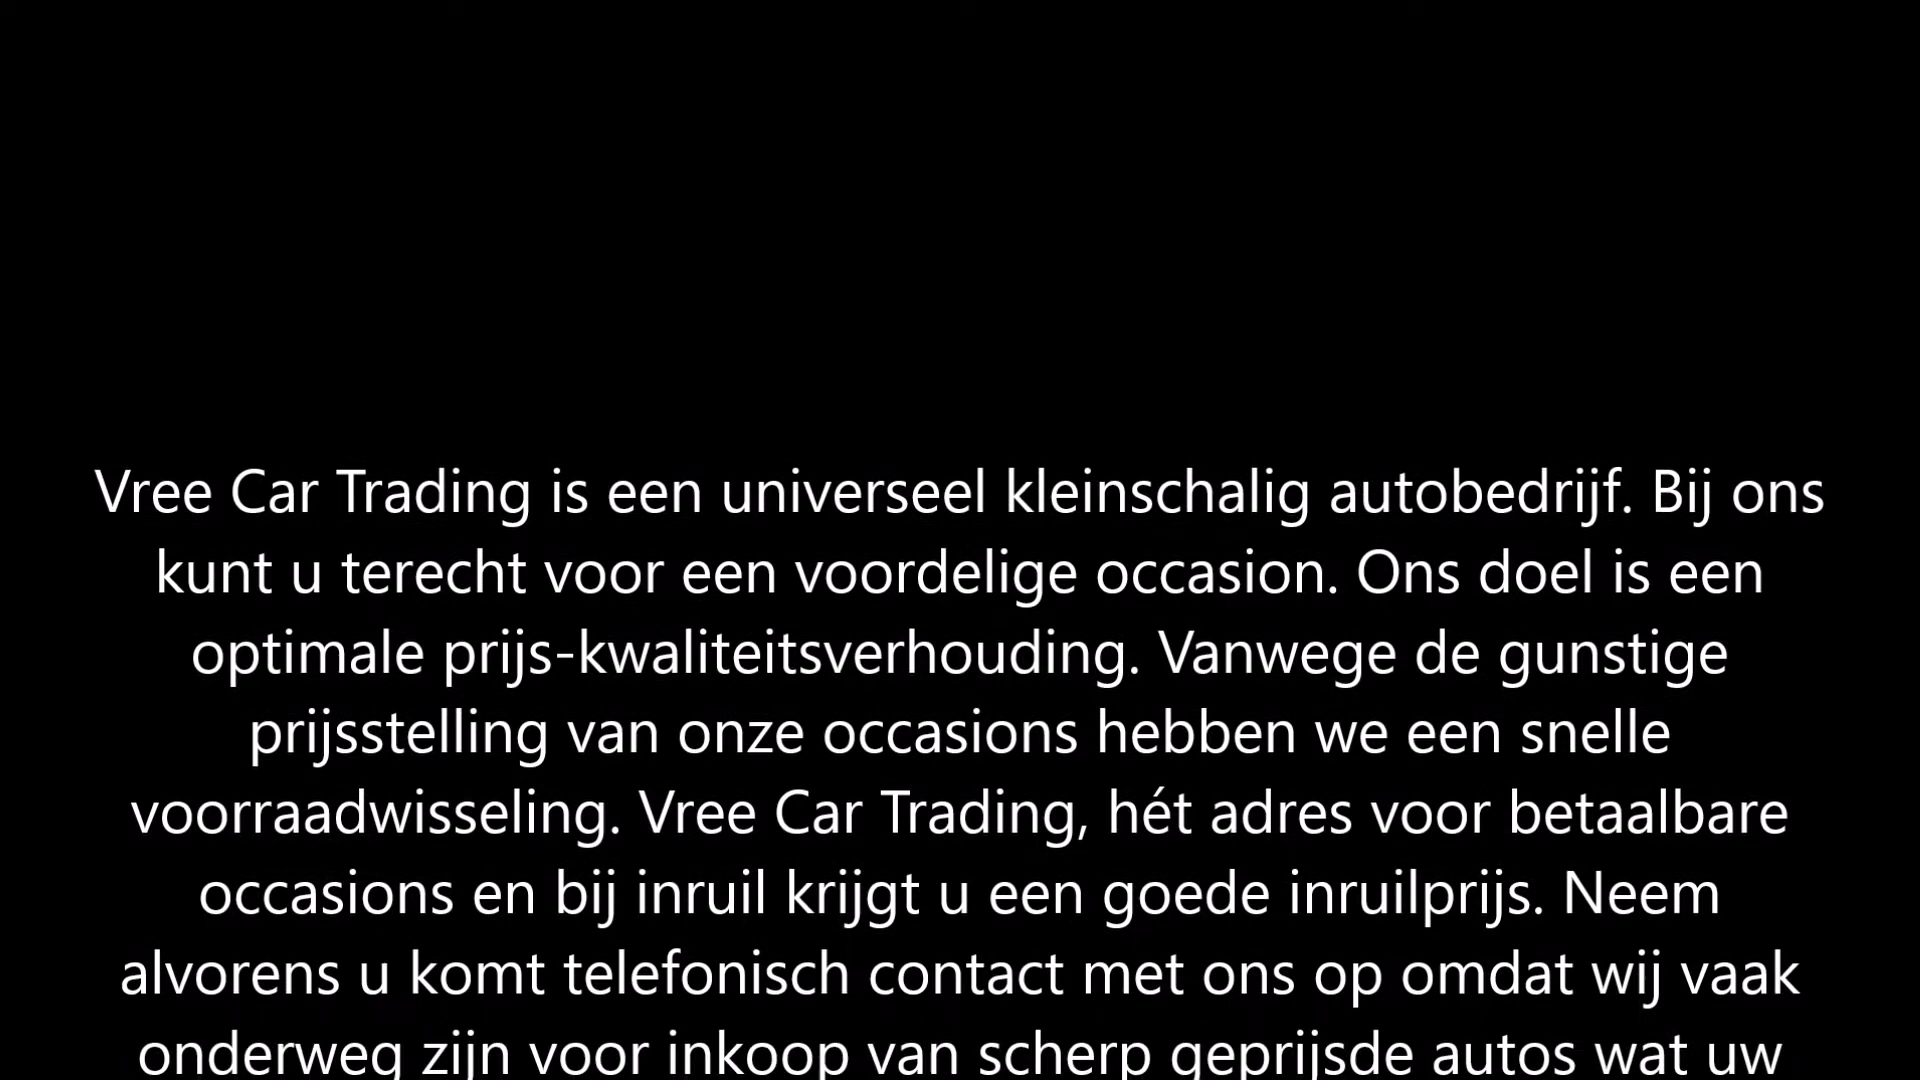 Vree Car Trading is een universeel kleinschalig autobedrijf. Bij ons
kunt u terecht voor een voordelige occasion. Ons doel is een
optimale prijs-kwaliteitsverhouding. Vanwege de gunstige
prijsstelling van onze occasions hebben we een snelle
voorraadwisseling. Vree Car Trading, hét adres voor betaalbare
occasions en bij inruil krijgt u een goede inruilprijs. Neem
alvorens u komt telefonisch contact met ons op omdat wij vaak
onderweg zijn voor inkoop van scherp geprijsde autos wat uw